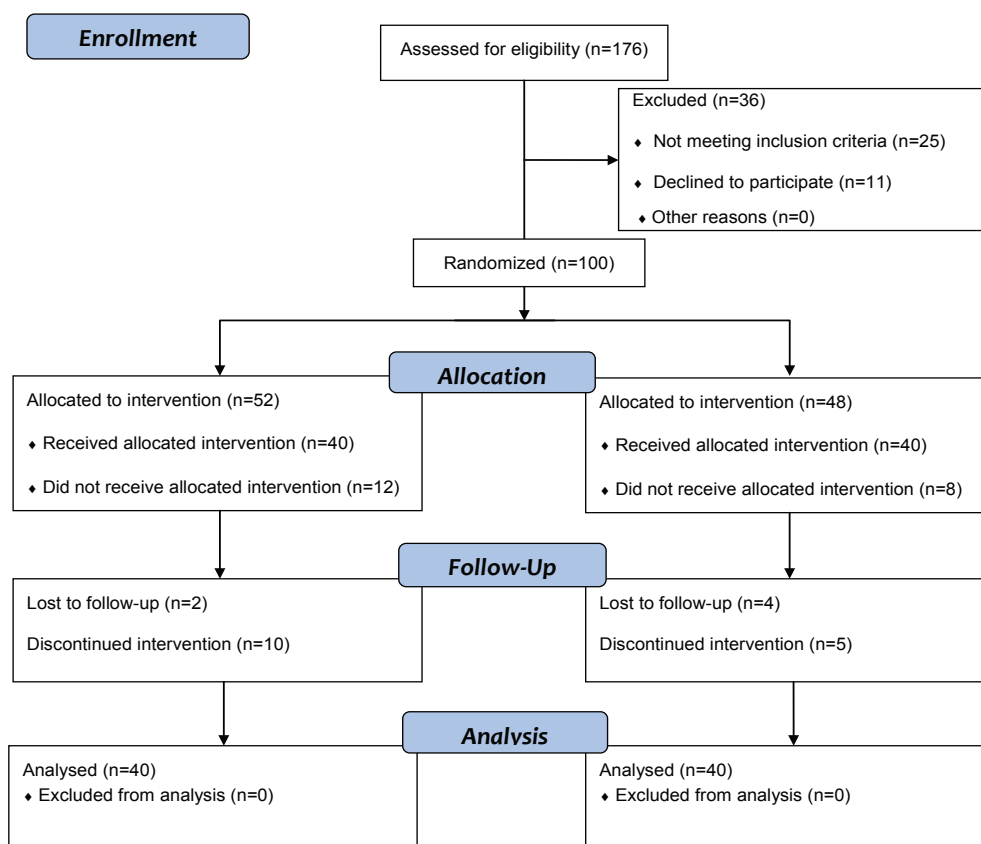 Enrollment
Assessed for eligibility (n=176)
Excluded (n=36)
♦ Not meeting inclusion criteria (n=25)
♦ Declined to participate (n=11)
♦ Other reasons (n=0)
Randomized (n=100)
Allocation
Allocated to intervention (n=52)
♦ Received allocated intervention (n=40)
♦ Did not receive allocated intervention (n=12)
Allocated to intervention (n=48)
♦ Received allocated intervention (n=40)
♦ Did not receive allocated intervention (n=8)
Follow-Up
Lost to follow-up (n=2)
Discontinued intervention (n=10)
Lost to follow-up (n=4)
Discontinued intervention (n=5)
Analysis
Analysed (n=40)
♦ Excluded from analysis (n=0)
Analysed (n=40)
♦ Excluded from analysis (n=0)